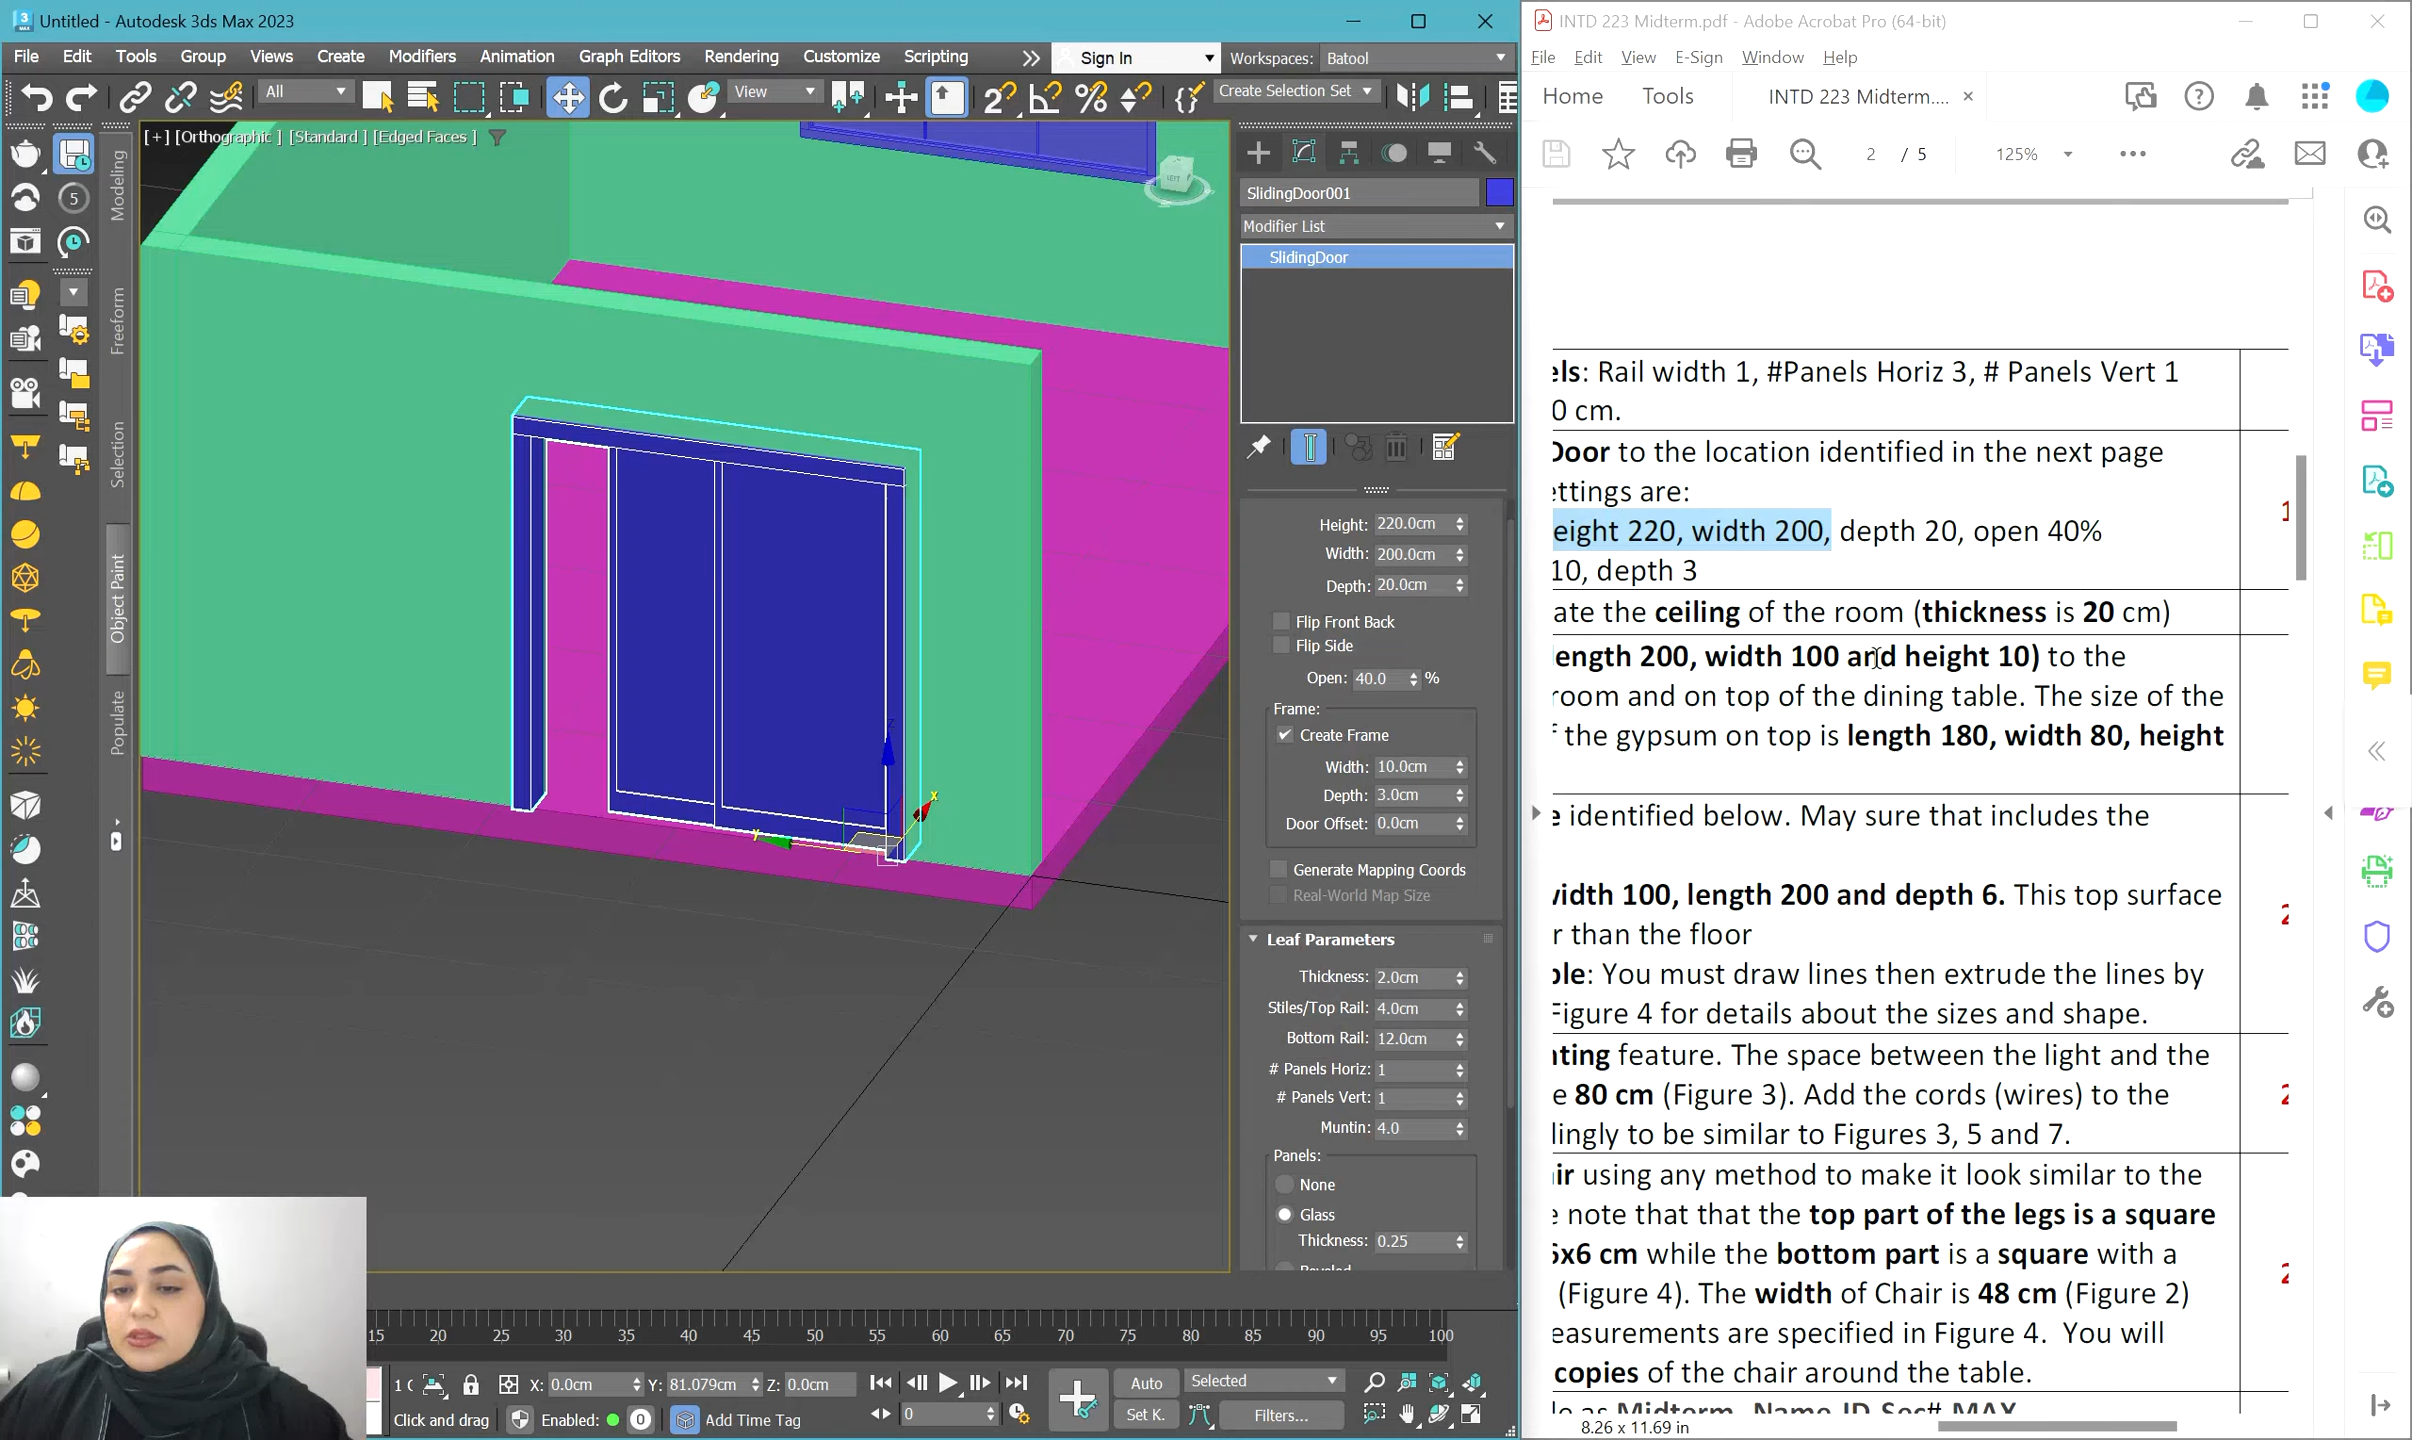 Untitled - Autodesk 3ds Max 2023
File Edit Tools Group Views Create Modifiers Animation Graph Editors Rendering Customize Scripting
Sign In
Workspaces: Batool
All
View
Create Selection Set
[+] [Orthographic ] [Standard ] [Edged Faces ]
LEFT
5
Modeling
Freeform
Selection
Object Paint
Populate
SlidingDoor001
Modifier List
SlidingDoor
Height: 220.0cm
Width: 200.0cm
Depth: 20.0cm
Flip Front Back
Flip Side
Open: 40.0 %
Frame:
Create Frame
Width: 10.0cm
Depth: 3.0cm
Door Offset: 0.0cm
Generate Mapping Coords
Real-World Map Size
Leaf Parameters
Thickness: 2.0cm
Stiles/Top Rail: 4.0cm
Bottom Rail: 12.0cm
# Panels Horiz: 1
# Panels Vert: 1
Muntin: 4.0
Panels:
None
Glass
Thickness: 0.25
x
y
z
15 20 25 30 35 40 45 50 55 60 65 70 75 80 85 90 95 100
X: 0.0cm Y: 81.079cm Z: 0.0cm
Auto
Selected
Click and drag
Enabled:
Add Time Tag
0
Set K.
Filters...
INTD 223 Midterm.pdf - Adobe Acrobat Pro (64-bit)
File Edit View E-Sign Window Help
Home Tools INTD 223 Midterm.... ×
2 / 5
125%
els: Rail width 1, #Panels Horiz 3, # Panels Vert 1
0 cm.
Door to the location identified in the next page
ettings are:
eight 220, width 200, depth 20, open 40%
10, depth 3
1
ate the ceiling of the room (thickness is 20 cm)
ength 200, width 100 and height 10) to the
room and on top of the dining table. The size of the
f the gypsum on top is length 180, width 80, height
e identified below. May sure that includes the
width 100, length 200 and depth 6. This top surface
r than the floor
2
ble: You must draw lines then extrude the lines by
Figure 4 for details about the sizes and shape.
nting feature. The space between the light and the
e 80 cm (Figure 3). Add the cords (wires) to the
2
lingly to be similar to Figures 3, 5 and 7.
air using any method to make it look similar to the
e note that that the top part of the legs is a square
6x6 cm while the bottom part is a square with a
2
(Figure 4). The width of Chair is 48 cm (Figure 2)
easurements are specified in Figure 4. You will
copies of the chair around the table.
8.26 x 11.69 in